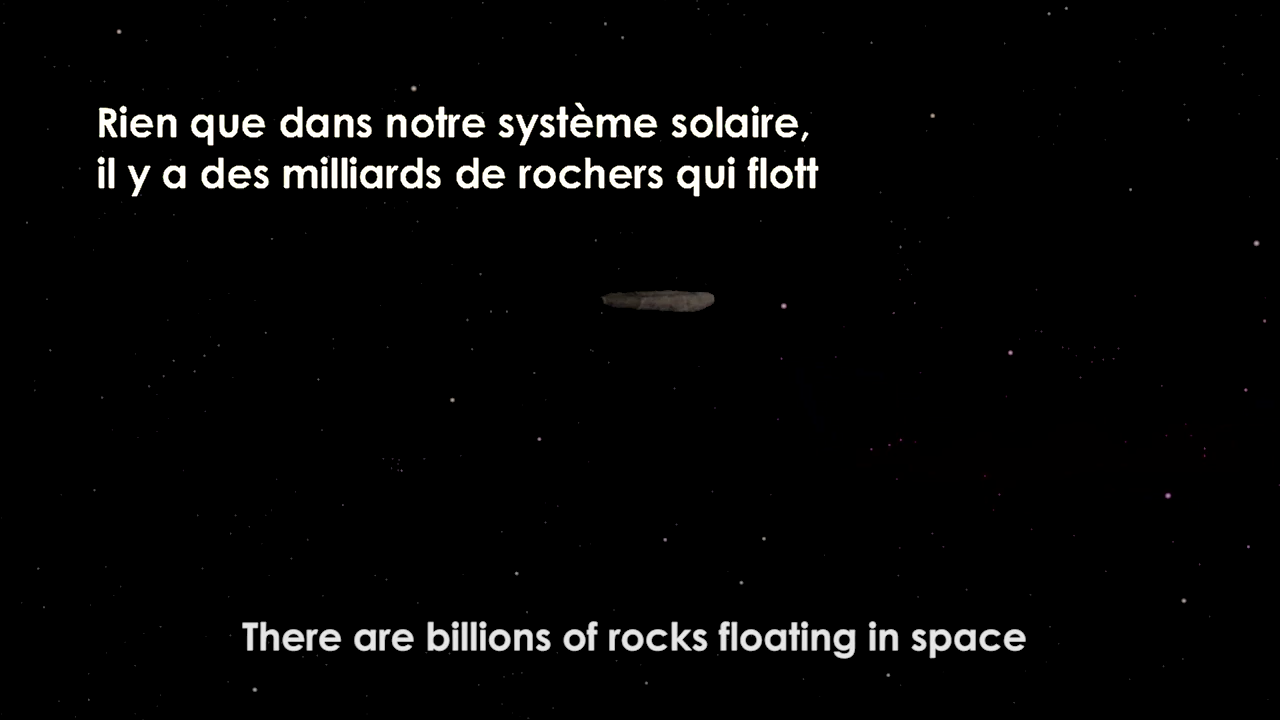 Rien que dans notre système solaire,
il y a des milliards de rochers qui flott
There are billions of rocks floating in space